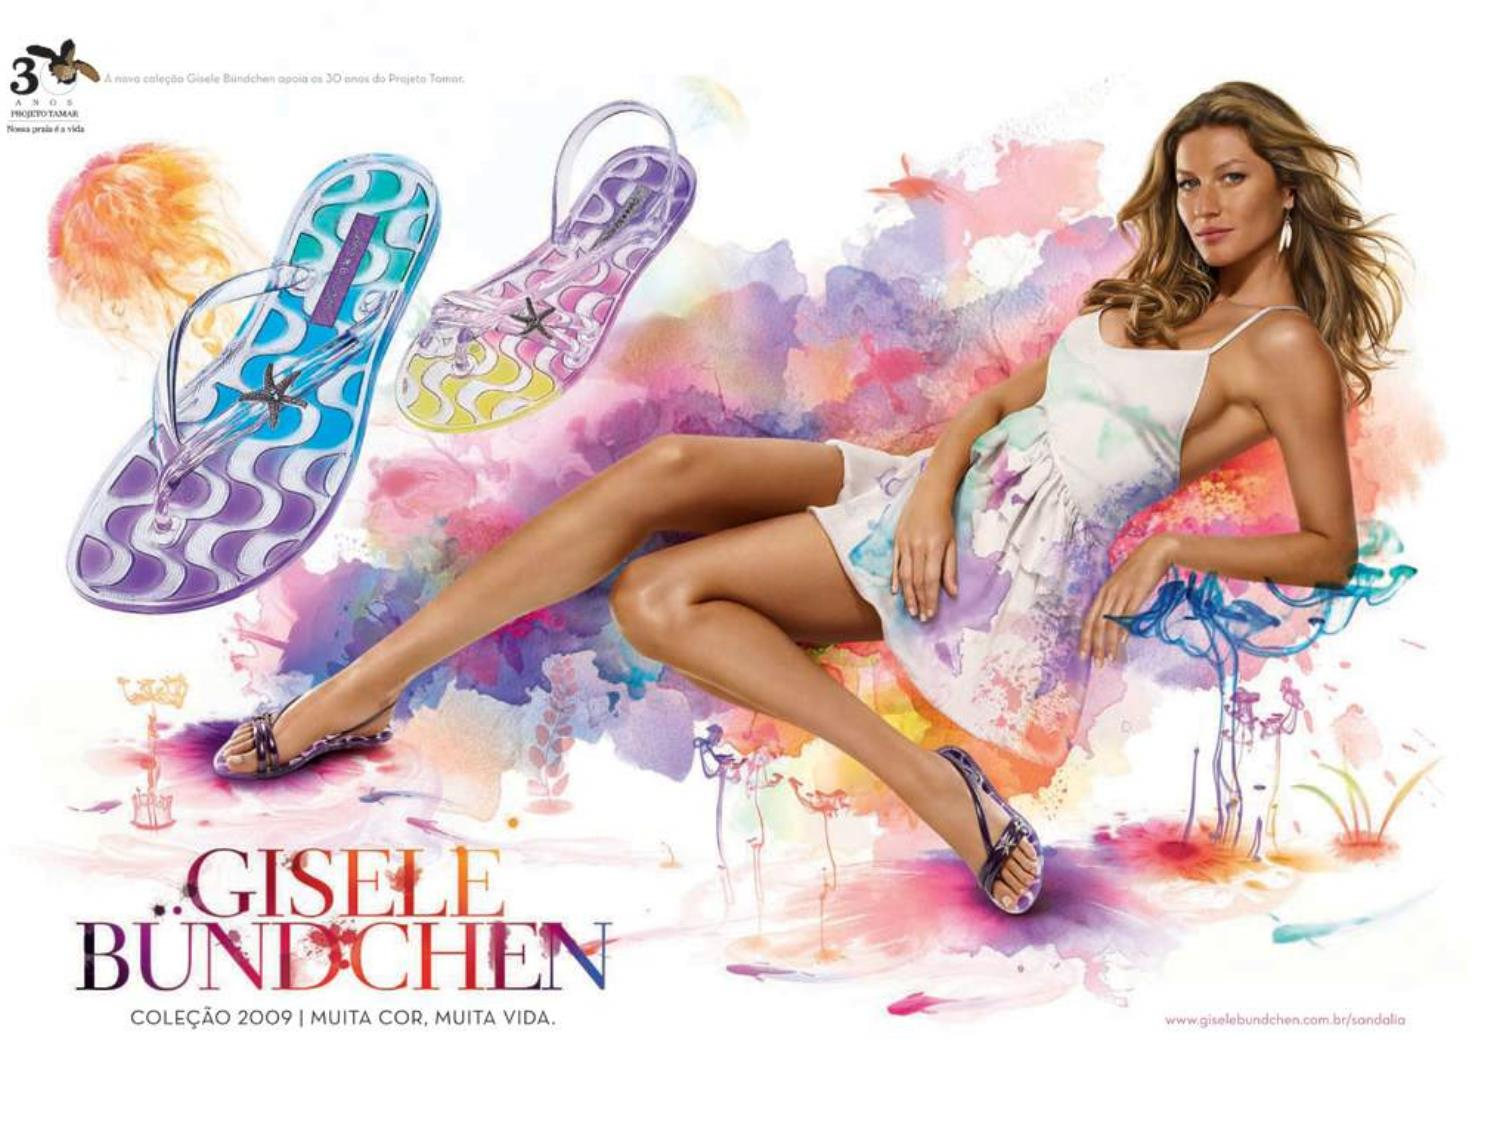 30
ANOS
PROJETO TAMAR
Nossa praia é a vida
A nova coleção Gisele Bündchen apoia os 30 anos do Projeto Tamar.
GISELE
BÜNDCHEN
COLEÇÃO 2009 | MUITA COR, MUITA VIDA.
www.giselebundchen.com.br/sandalia